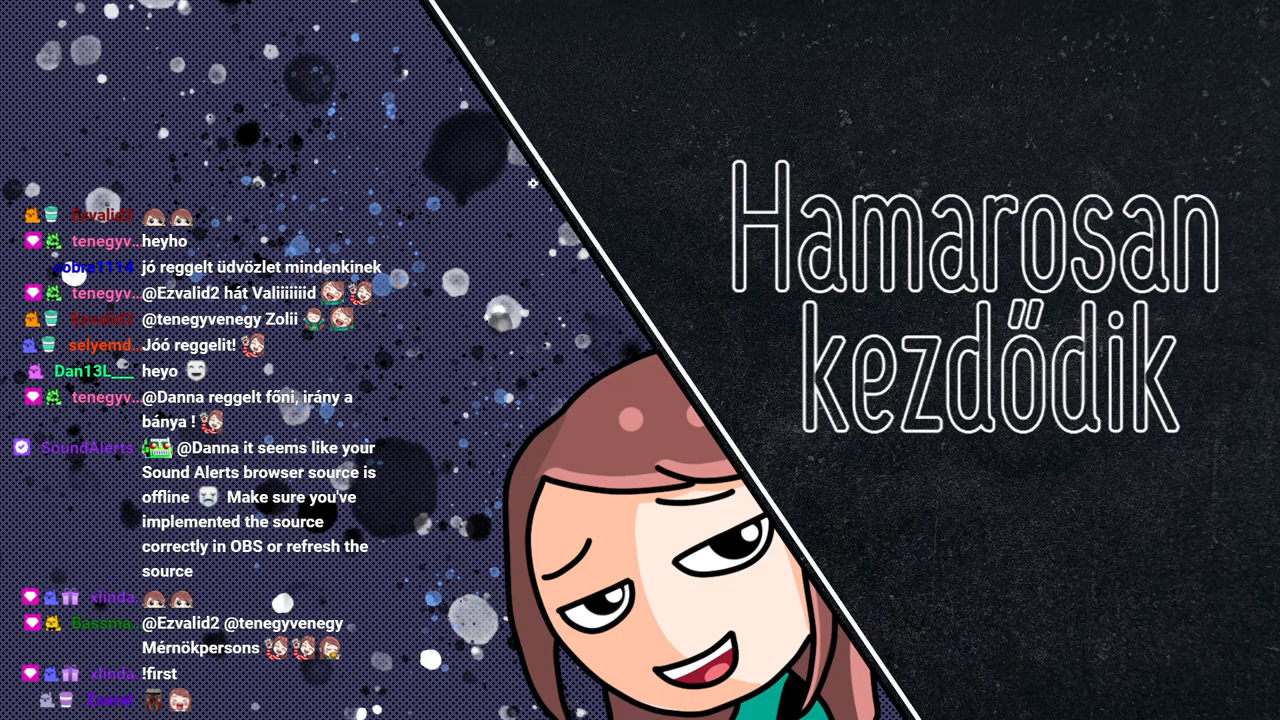 Ezvalid2
tenegyv... heyho
cobra1114 jó reggelt üdvözlet mindenkinek
tenegyv... @Ezvalid2 hát Valiiiiiiid
Ezvalid2 @tenegyvenegy Zolii
selyemd... Jóó reggelit!
Dan13L___ heyo
tenegyv... @Danna reggelt főni, irány a
bánya !
SoundAlerts @Danna it seems like your
Sound Alerts browser source is
offline Make sure you've
implemented the source
correctly in OBS or refresh the
source
xlinda.
Bassma... @Ezvalid2 @tenegyvenegy
Mérnökpersons
xlinda. !first
Hamarosan
kezdődik